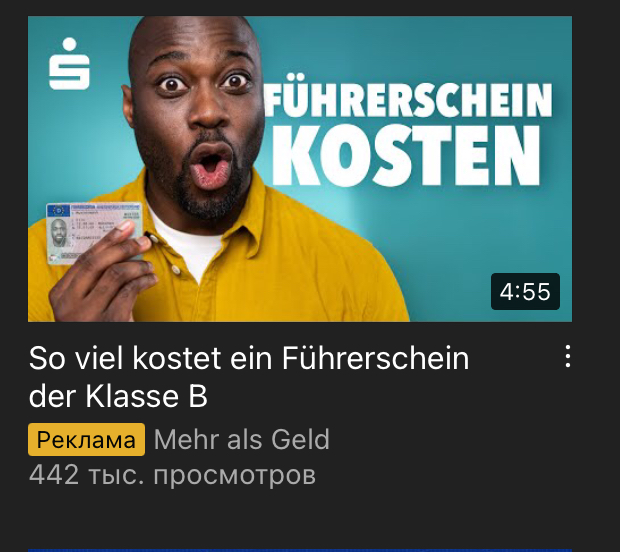 FÜHRERSCHEIN
KOSTEN
4:55
So viel kostet ein Führerschein
der Klasse B
Реклама Mehr als Geld
442 тыс. просмотров